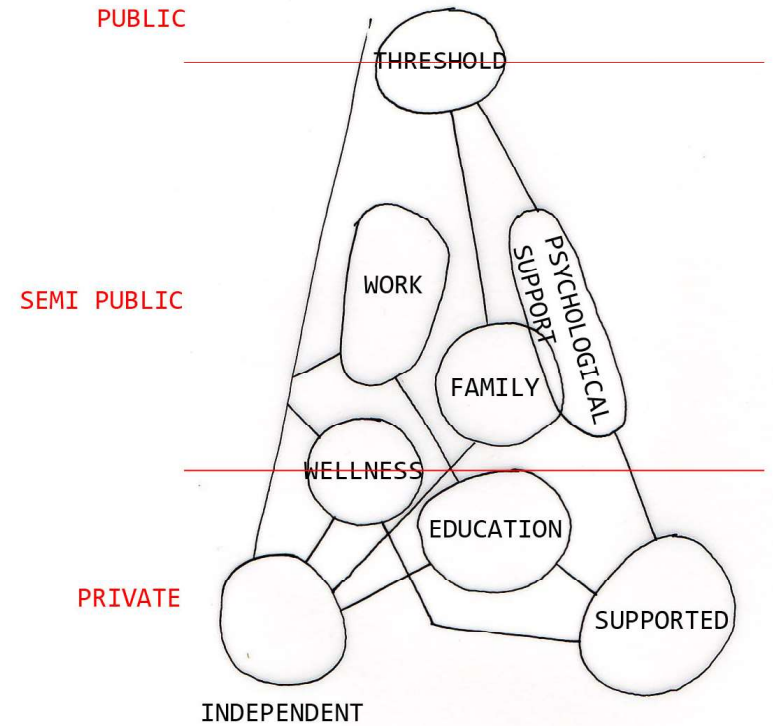 PUBLIC
THRESHOLD
SEMI PUBLIC
WORK
PSYCHOLOGICAL
SUPPORT
FAMILY
WELLNESS
EDUCATION
PRIVATE
SUPPORTED
INDEPENDENT